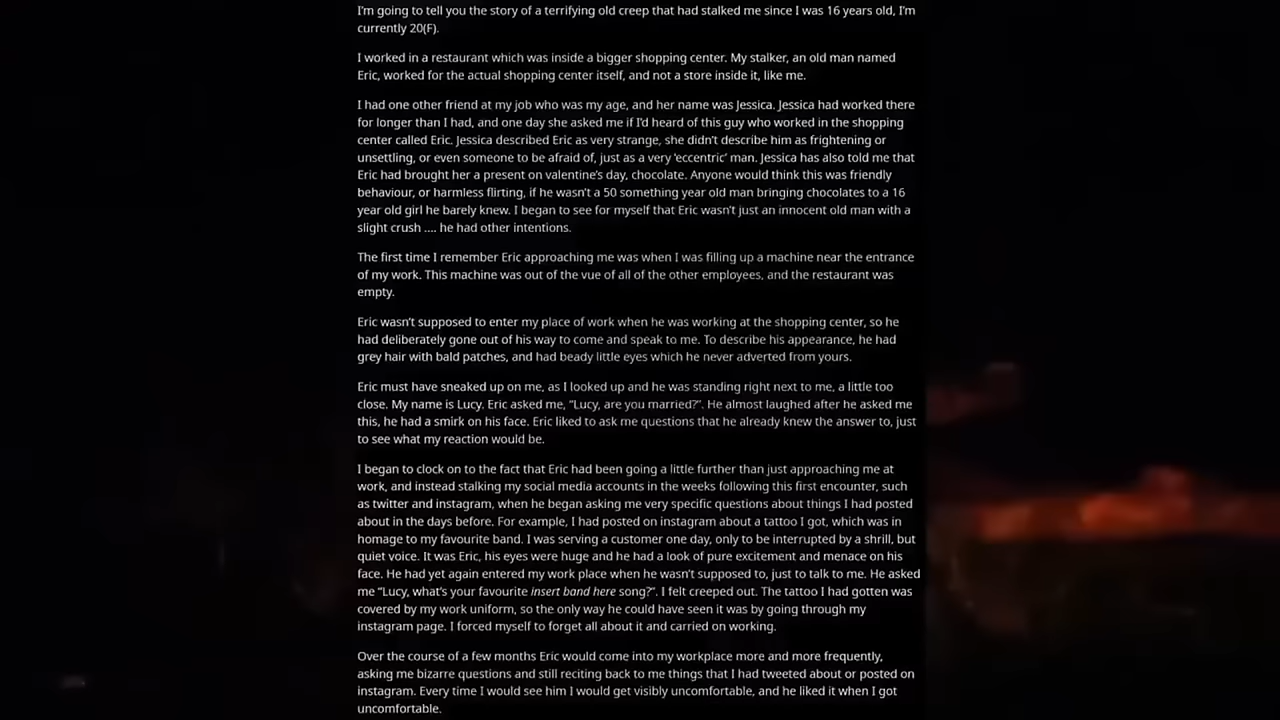 I'm going to tell you the story of a terrifying old creep that had stalked me since I was 16 years old, I'm
currently 20(F).
I worked in a restaurant which was inside a bigger shopping center. My stalker, an old man named
Eric, worked for the actual shopping center itself, and not a store inside it, like me.
I had one other friend at my job who was my age, and her name was Jessica. Jessica had worked there
for longer than I had, and one day she asked me if I'd heard of this guy who worked in the shopping
center called Eric. Jessica described Eric as very strange, she didn't describe him as frightening or
unsettling, or even someone to be afraid of, just as a very 'eccentric' man. Jessica has also told me that
Eric had brought her a present on valentine's day, chocolate. Anyone would think this was friendly
behaviour, or harmless flirting, if he wasn't a 50 something year old man bringing chocolates to a 16
year old girl he barely knew. I began to see for myself that Eric wasn't just an innocent old man with a
slight crush .... he had other intentions.
The first time I remember Eric approaching me was when I was filling up a machine near the entrance
of my work. This machine was out of the vue of all of the other employees, and the restaurant was
empty.
Eric wasn't supposed to enter my place of work when he was working at the shopping center, so he
had deliberately gone out of his way to come and speak to me. To describe his appearance, he had
grey hair with bald patches, and had beady little eyes which he never adverted from yours.
Eric must have sneaked up on me, as I looked up and he was standing right next to me, a little too
close. My name is Lucy. Eric asked me, "Lucy, are you married?". He almost laughed after he asked me
this, he had a smirk on his face. Eric liked to ask me questions that he already knew the answer to, just
to see what my reaction would be.
I began to clock on to the fact that Eric had been going a little further than just approaching me at
work, and instead stalking my social media accounts in the weeks following this first encounter, such
as twitter and instagram, when he began asking me very specific questions about things I had posted
about in the days before. For example, I had posted on instagram about a tattoo I got, which was in
homage to my favourite band. I was serving a customer one day, only to be interrupted by a shrill, but
quiet voice. It was Eric, his eyes were huge and he had a look of pure excitement and menace on his
face. He had yet again entered my work place when he wasn't supposed to, just to talk to me. He asked
me "Lucy, what's your favourite insert band here song?". I felt creeped out. The tattoo I had gotten was
covered by my work uniform, so the only way he could have seen it was by going through my
instagram page. I forced myself to forget all about it and carried on working.
Over the course of a few months Eric would come into my workplace more and more frequently,
asking me bizarre questions and still reciting back to me things that I had tweeted about or posted on
instagram. Every time I would see him I would get visibly uncomfortable, and he liked it when I got
uncomfortable.